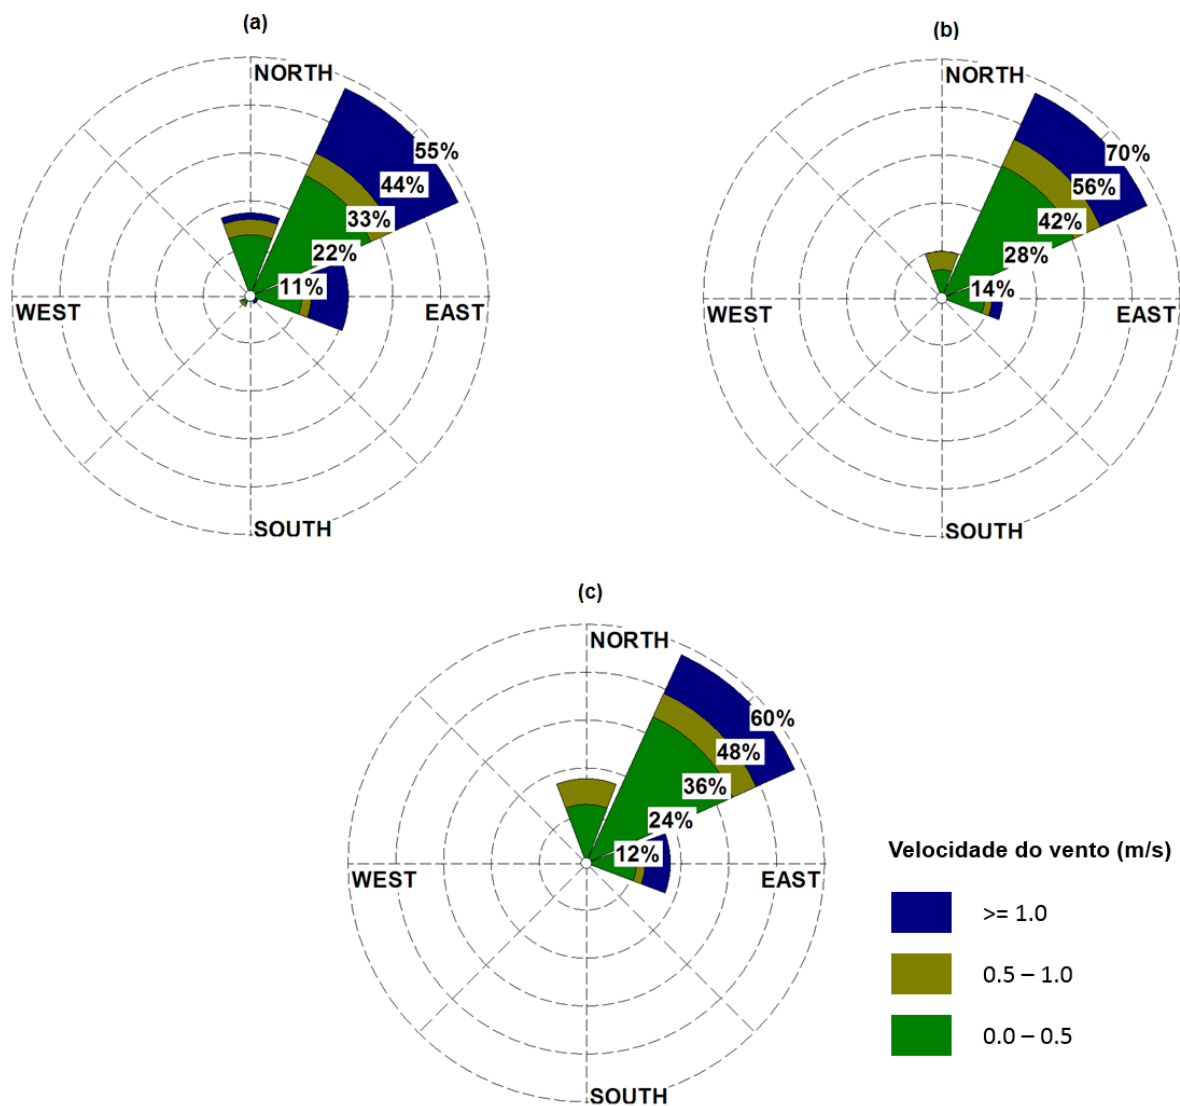 (a)
NORTH
55%
44%
33%
22%
11%
WEST
EAST
SOUTH
(b)
NORTH
70%
56%
42%
28%
14%
WEST
EAST
SOUTH
(c)
NORTH
60%
48%
36%
24%
12%
WEST
EAST
SOUTH
Velocidade do vento (m/s)
>= 1.0
0.5 – 1.0
0.0 – 0.5